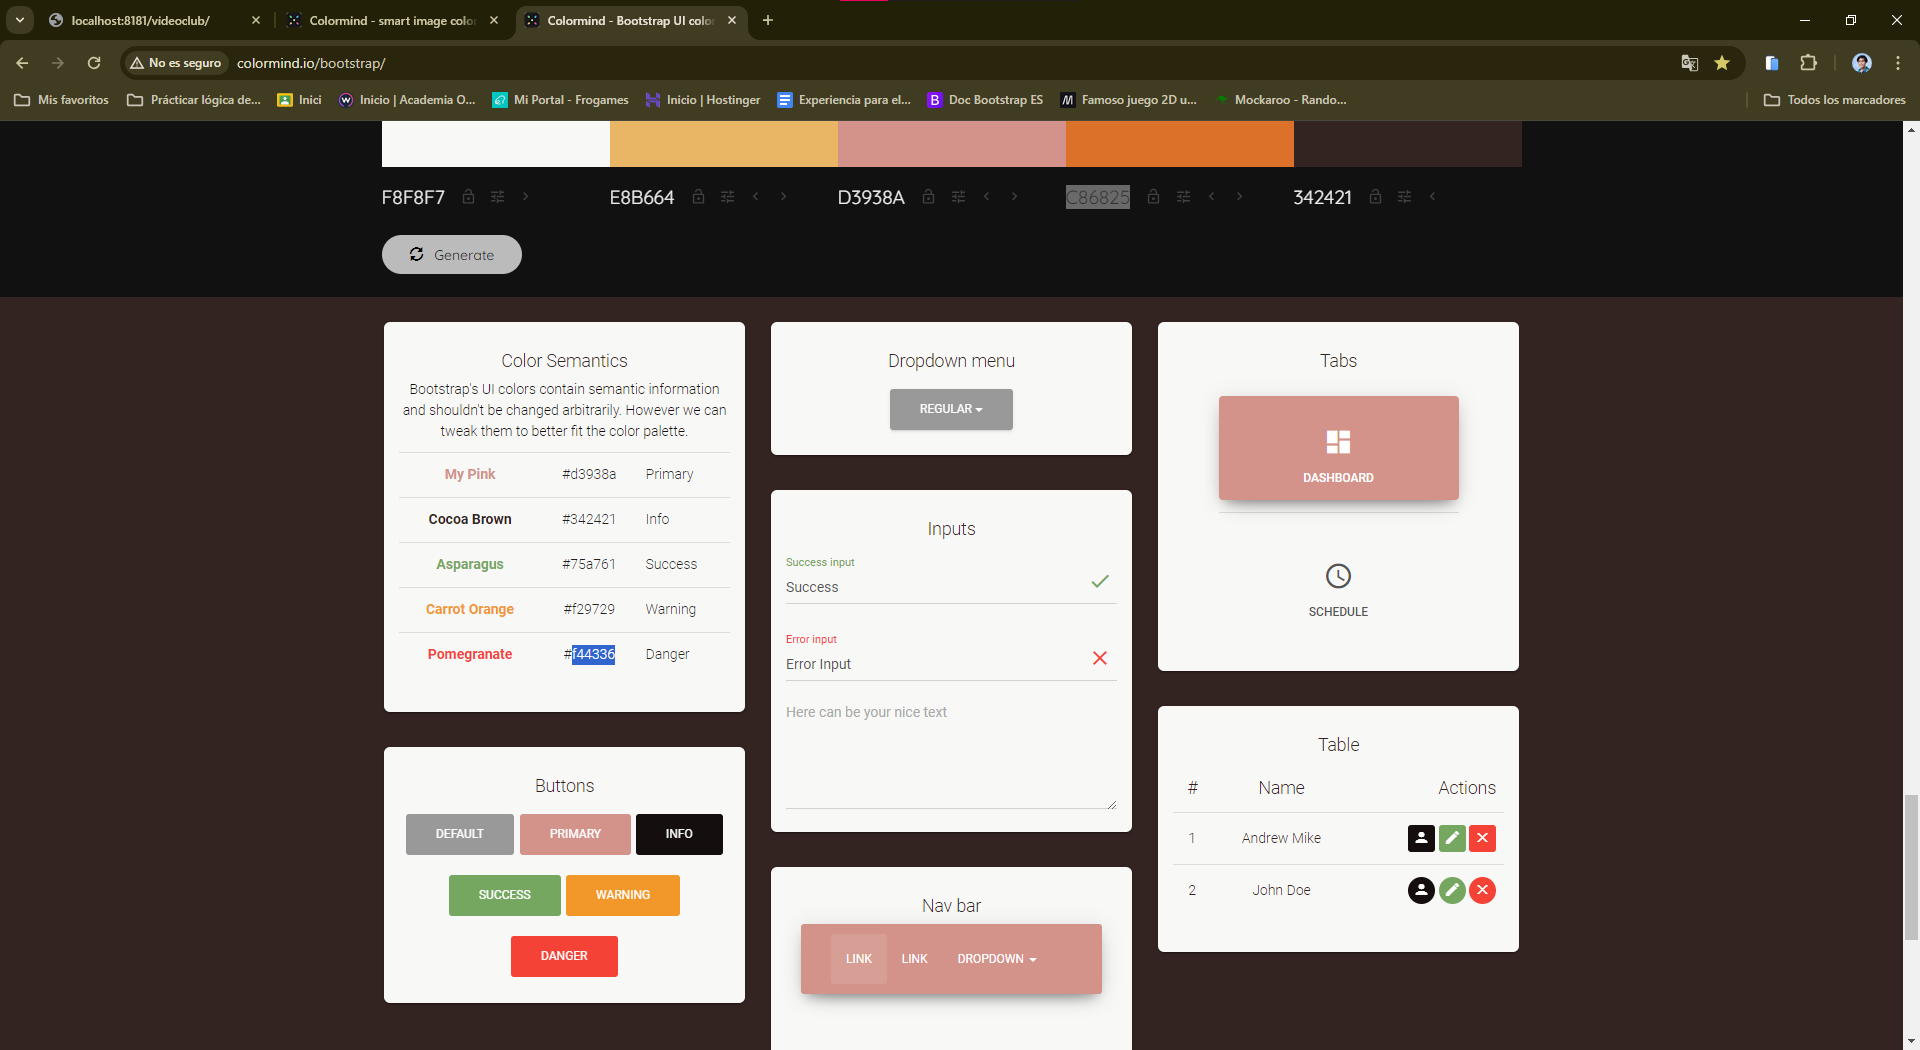 localhost:8181/videoclub/
Colormind - smart image color
Colormind - Bootstrap UI color
No es seguro
colormind.io/bootstrap/
Mis favoritos
Prácticar lógica de...
Inici
Inicio | Academia O...
Mi Portal - Frogames
Inicio | Hostinger
Experiencia para el...
Doc Bootstrap ES
Famoso juego 2D u...
Mockaroo - Rando...
Todos los marcadores
F8F8F7
E8B664
D3938A
C86825
342421
Generate
Color Semantics
Bootstrap's UI colors contain semantic information
and shouldn't be changed arbitrarily. However we can
tweak them to better fit the color palette.
My Pink #d3938a Primary
Cocoa Brown #342421 Info
Asparagus #75a761 Success
Carrot Orange #f29729 Warning
Pomegranate #f44336 Danger
Buttons
DEFAULT
PRIMARY
INFO
SUCCESS
WARNING
DANGER
Dropdown menu
REGULAR
Inputs
Success input
Success
Error input
Error Input
Here can be your nice text
Nav bar
LINK
LINK
DROPDOWN
Tabs
DASHBOARD
SCHEDULE
Table
# Name Actions
1 Andrew Mike
2 John Doe